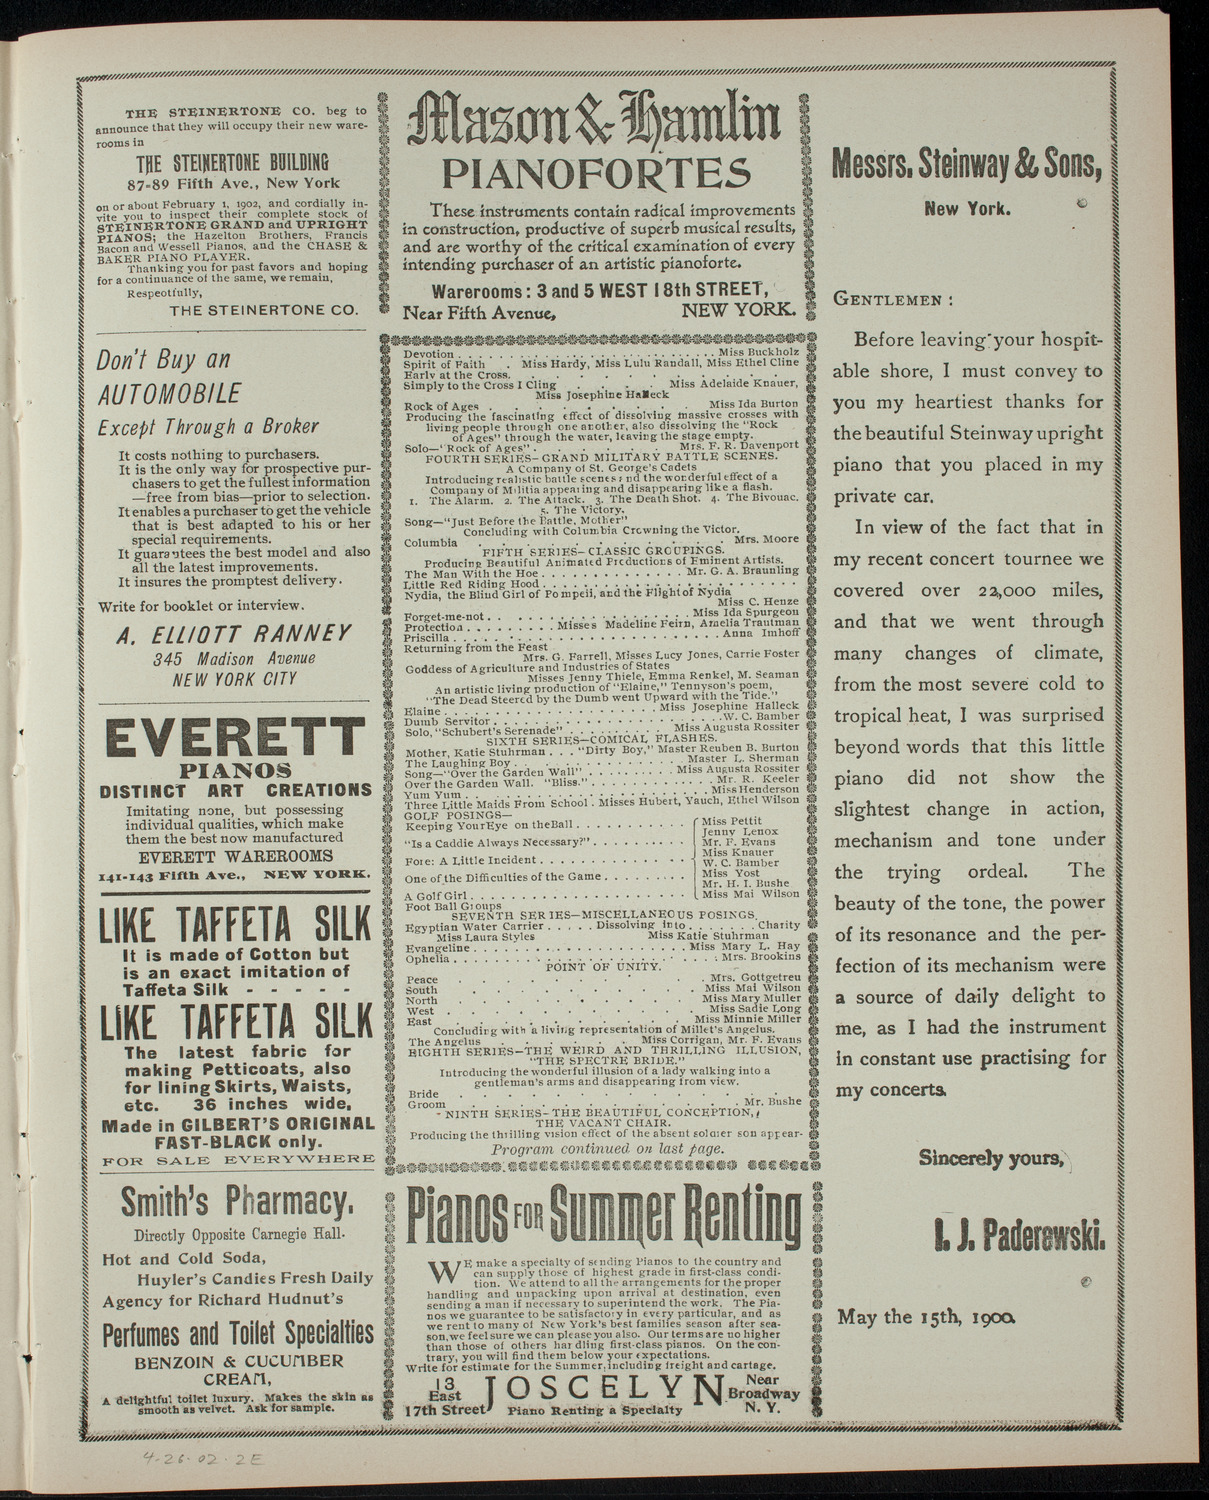 THE STEINERTONE CO. beg to
announce that they will occupy their new ware-
rooms in
THE STEINERTONE BUILDING
87-89 Fifth Ave., New York
on or about February 1, 1902, and cordially in-
vite you to inspect their complete stock of
STEINERTONE GRAND and UPRIGHT
PIANOS; the Hazelton Brothers, Francis
Bacon and Wessell Pianos, and the CHASE &
BAKER PIANO PLAYER.
Thanking you for past favors and hoping
for a continuance of the same, we remain,
Respectfully,
THE STEINERTONE CO.
Don't Buy an
AUTOMOBILE
Except Through a Broker
It costs nothing to purchasers.
It is the only way for prospective pur-
chasers to get the fullest information
—free from bias—prior to selection.
It enables a purchaser to get the vehicle
that is best adapted to his or her
special requirements.
It guarantees the best model and also
all the latest improvements.
It insures the promptest delivery.
Write for booklet or interview.
A. ELLIOTT RANNEY
345 Madison Avenue
NEW YORK CITY
EVERETT
PIANOS
DISTINCT ART CREATIONS
Imitating none, but possessing
individual qualities, which make
them the best now manufactured
EVERETT WAREROOMS
141-143 Fifth Ave., NEW YORK.
LIKE TAFFETA SILK
It is made of Cotton but
is an exact imitation of
Taffeta Silk - - - - -
LIKE TAFFETA SILK
The latest fabric for
making Petticoats, also
for lining Skirts, Waists,
etc. 36 inches wide,
Made in GILBERT'S ORIGINAL
FAST-BLACK only.
FOR SALE EVERYWHERE
Smith's Pharmacy,
Directly Opposite Carnegie Hall.
Hot and Cold Soda,
Huyler's Candies Fresh Daily
Agency for Richard Hudnut's
Perfumes and Toilet Specialties
BENZOIN & CUCUMBER
CREAM,
A delightful toilet luxury. Makes the skin as
smooth as velvet. Ask for sample.
Mason & Hamlin
PIANOFORTES
These instruments contain radical improvements
in construction, productive of superb musical results,
and are worthy of the critical examination of every
intending purchaser of an artistic pianoforte.
Warerooms: 3 and 5 WEST 18th STREET,
Near Fifth Avenue, NEW YORK.
Devotion . . . . . Miss Buckholz
Spirit of Faith . Miss Hardy, Miss Lulu Randall, Miss Ethel Cline
Early at the Cross. . . . . .
Simply to the Cross I Cling . . . . Miss Adelaide Knauer,
Miss Josephine Halleck
Rock of Ages . . . . . Miss Ida Burton
Producing the fascinating effect of dissolving massive crosses with
living people through one another, also dissolving the "Rock
of Ages" through the water, leaving the stage empty.
Solo—"Rock of Ages" . . . . . Mrs. F. R. Davenport
FOURTH SERIES—GRAND MILITARY BATTLE SCENES.
A Company of St. George's Cadets
Introducing realistic battle scenes and the wonderful effect of a
Company of Militia appearing and disappearing like a flash.
1. The Alarm. 2. The Attack. 3. The Death Shot. 4. The Bivouac.
5. The Victory.
Song—"Just Before the Battle, Mother"
Concluding with Columbia Crowning the Victor.
Columbia . . . . . Mrs. Moore
FIFTH SERIES—CLASSIC GROUPINGS.
Producing Beautiful Animated Productions of Eminent Artists.
The Man With the Hoe . . . . . Mr. G. A. Braunling
Little Red Riding Hood . . . . .
Nydia, the Blind Girl of Pompeii, and the Flight of Nydia
Miss C. Henze
Forget-me-not . . . . . Miss Ida Spurgeon
Protection . . . . . Misses Madeline Feirn, Amelia Trautman
Priscilla . . . . . Anna Imhoff
Returning from the Feast
Mrs. G. Farrell, Misses Lucy Jones, Carrie Foster
Goddess of Agriculture and Industries of States
Misses Jenny Thiele, Emma Renkel, M. Seaman
An artistic living production of "Elaine," Tennyson's poem,
"The Dead Steered by the Dumb went Upward with the Tide."
Elaine . . . . . Miss Josephine Halleck
Dumb Servitor . . . . . W. C. Bamber
Solo, "Schubert's Serenade" . . . . . Miss Augusta Rossiter
SIXTH SERIES—COMICAL FLASHES.
Mother, Katie Stuhrman . . . "Dirty Boy," Master Reuben B. Burton
The Laughing Boy . . . . . Master L. Sherman
Song—"Over the Garden Wall" . . . . . Miss Augusta Rossiter
Over the Garden Wall. "Bliss." . . . . . Mr. R. Keeler
Yum Yum . . . . . Miss Henderson
Three Little Maids From School . Misses Hubert, Yauch, Ethel Wilson
GOLF POSINGS—
Keeping Your Eye on the Ball . . . . . Miss Pettit
Jenny Lenox
"Is a Caddie Always Necessary?" . . . . . Mr. F. Evans
Miss Knauer
Fore: A Little Incident . . . . . W. C. Bamber
Miss Yost
One of the Difficulties of the Game . . . . . Mr. H. I. Bushe
A Golf Girl . . . . . Miss Mai Wilson
Foot Ball Groups
SEVENTH SERIES—MISCELLANEOUS POSINGS.
Egyptian Water Carrier . . . . . Dissolving into . . . . . Charity
Miss Laura Styles Miss Katie Stuhrman
Evangeline . . . . . Miss Mary L. Hay
Ophelia . . . . . Mrs. Brookins
POINT OF UNITY.
Peace . . . . . Mrs. Gottgetreu
South . . . . . Miss Mai Wilson
North . . . . . Miss Mary Muller
West . . . . . Miss Sadie Long
East . . . . . Miss Minnie Miller
Concluding with a living representation of Millet's Angelus.
The Angelus . . . . . Miss Corrigan, Mr. F. Evans
EIGHTH SERIES—THE WEIRD AND THRILLING ILLUSION,
"THE SPECTRE BRIDE."
Introducing the wonderful illusion of a lady walking into a
gentleman's arms and disappearing from view.
Bride . . . . .
Groom . . . . . Mr. Bushe
NINTH SERIES—THE BEAUTIFUL CONCEPTION,
THE VACANT CHAIR.
Producing the thrilling vision effect of the absent soldier son appear-
Program continued on last page.
Pianos FOR Summer Renting
WE make a specialty of sending Pianos to the country and
can supply those of highest grade in first-class condi-
tion. We attend to all the arrangements for the proper
handling and unpacking upon arrival at destination, even
sending a man if necessary to superintend the work. The Pia-
nos we guarantee to be satisfactory in every particular, and as
we rent to many of New York's best families season after sea-
son, we feel sure we can please you also. Our terms are no higher
than those of others handling first-class pianos. On the con-
trary, you will find them below your expectations.
Write for estimate for the Summer, including freight and cartage.
13 East 17th Street JOSCELYN Near Broadway N. Y.
Piano Renting a Specialty
Messrs. Steinway & Sons,
New York.
GENTLEMEN:
Before leaving your hospit-
able shore, I must convey to
you my heartiest thanks for
the beautiful Steinway upright
piano that you placed in my
private car.
In view of the fact that in
my recent concert tournee we
covered over 22,000 miles,
and that we went through
many changes of climate,
from the most severe cold to
tropical heat, I was surprised
beyond words that this little
piano did not show the
slightest change in action,
mechanism and tone under
the trying ordeal. The
beauty of the tone, the power
of its resonance and the per-
fection of its mechanism were
a source of daily delight to
me, as I had the instrument
in constant use practising for
my concerts.
Sincerely yours,
I. J. Paderewski.
May the 15th, 1900.
4-26-02-2E